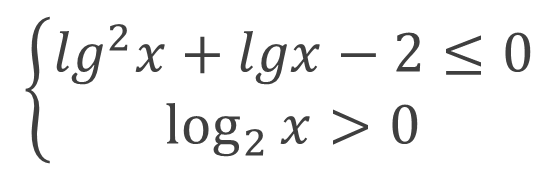 lg²x + lgx − 2 ≤ 0
log₂ x > 0